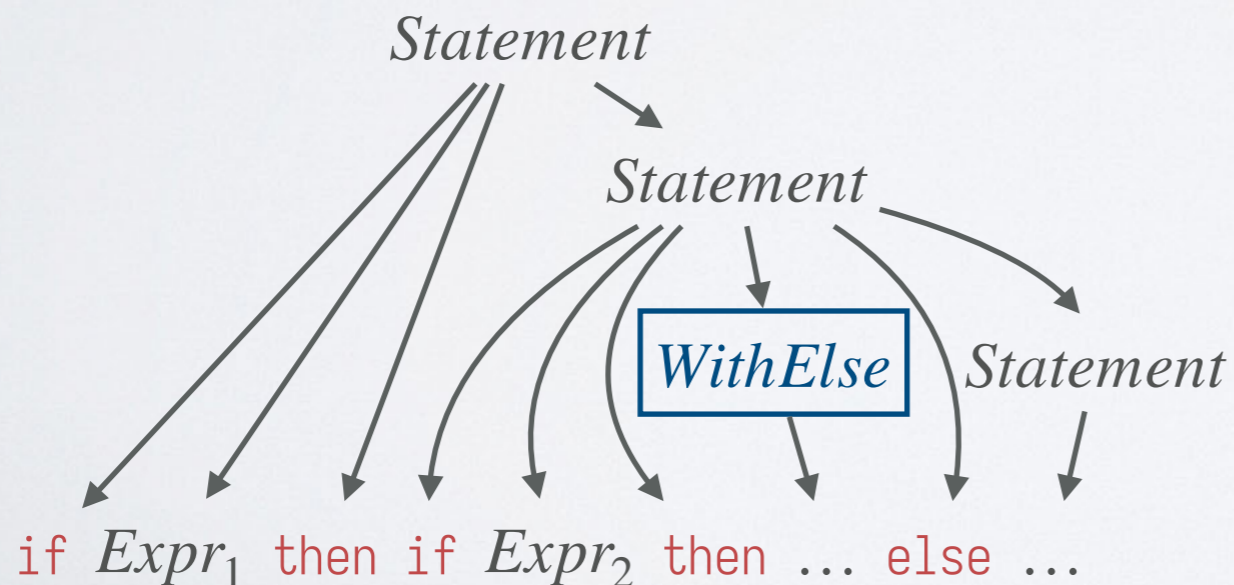 Statement
Statement
WithElse Statement
if Expr₁ then if Expr₂ then ... else ...